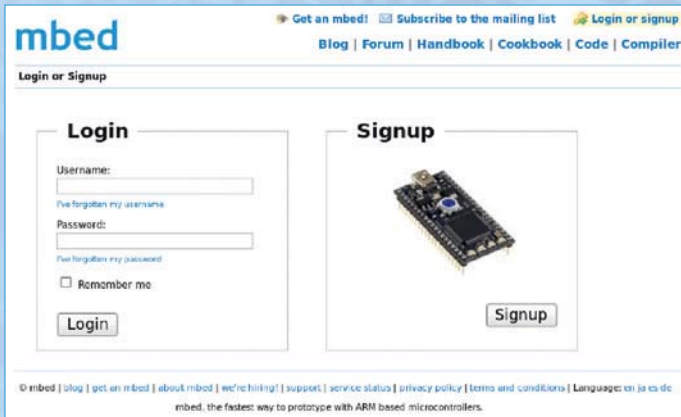 mbed
Get an mbed! Subscribe to the mailing list Login or signup
Blog | Forum | Handbook | Cookbook | Code | Compiler
Login or Signup
Login
Username:
I've forgotten my username
Password:
I've forgotten my password
Remember me
Login
Signup
Signup
© mbed | blog | get an mbed | about mbed | we're hiring! | support | service status | privacy policy | terms and conditions | Language: en ja es de
mbed, the fastest way to prototype with ARM based microcontrollers.